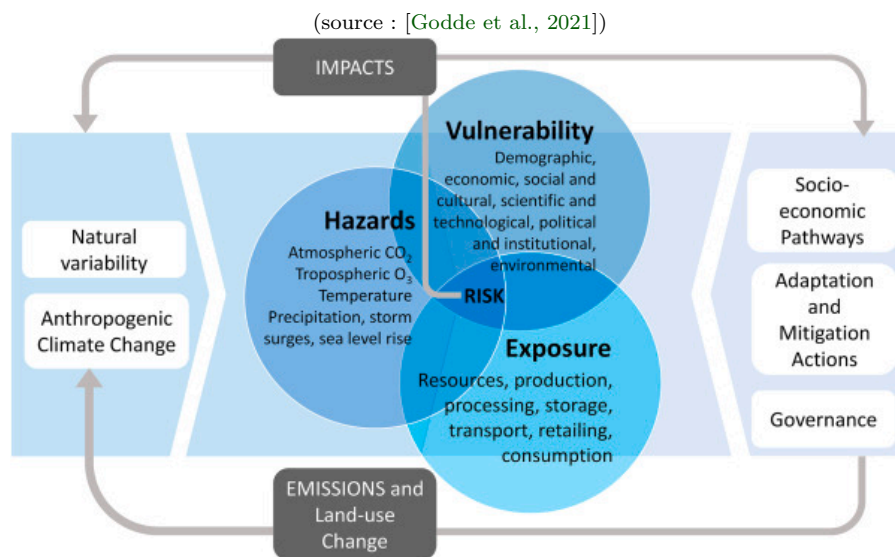 (source : [Godde et al., 2021])
IMPACTS
Vulnerability
Demographic,
economic, social and
cultural, scientific and
technological, political
and institutional,
environmental
Hazards
Atmospheric CO₂
Tropospheric O₃
Temperature
Precipitation, storm
surges, sea level rise
RISK
Exposure
Resources, production,
processing, storage,
transport, retailing,
consumption
Natural
variability
Anthropogenic
Climate Change
Socio-
economic
Pathways
Adaptation
and
Mitigation
Actions
Governance
EMISSIONS and
Land-use
Change